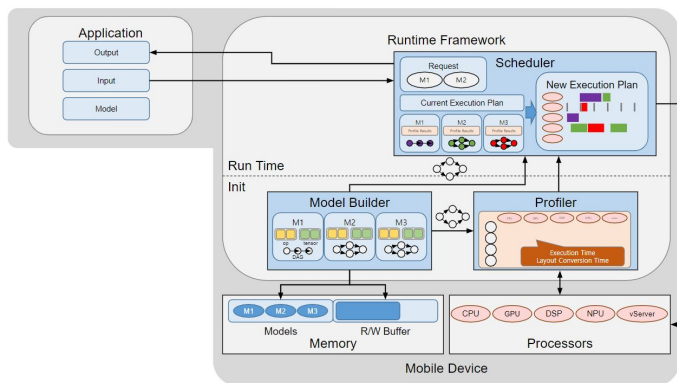 Application
Output
Input
Model
Runtime Framework
Scheduler
Request
M1 M2
Current Execution Plan
M1 M2 M3
Profile Results Profile Results Profile Results
New Execution Plan
Run Time
Init
Model Builder
M1 M2 M3
op tensor
DAG
Profiler
Execution Time
Layout Conversion Time
M1 M2 M3
Models R/W Buffer
Memory
CPU GPU DSP NPU vServer
Processors
Mobile Device